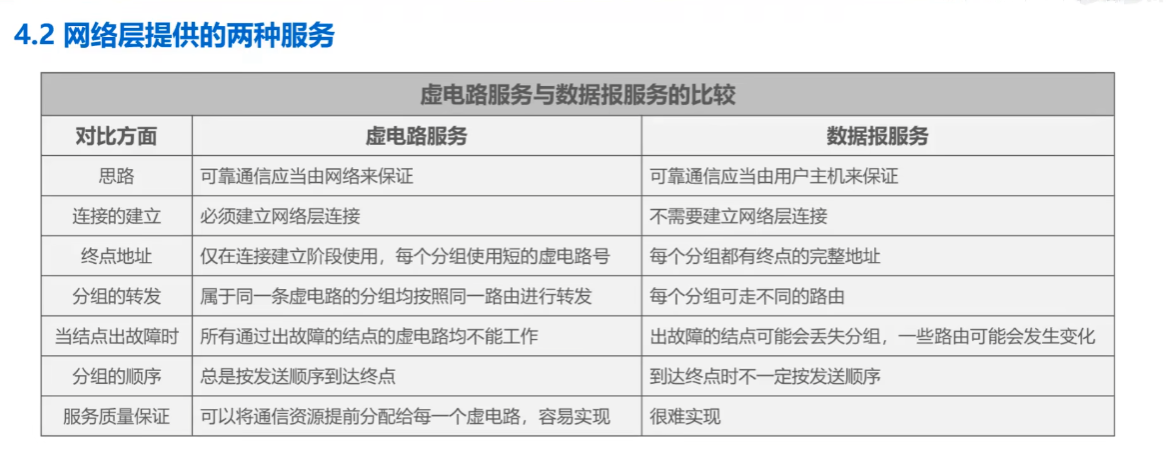 4.2 网络层提供的两种服务
虚电路服务与数据报服务的比较
对比方面 虚电路服务 数据报服务
思路 可靠通信应当由网络来保证 可靠通信应当由用户主机来保证
连接的建立 必须建立网络层连接 不需要建立网络层连接
终点地址 仅在连接建立阶段使用，每个分组使用短的虚电路号 每个分组都有终点的完整地址
分组的转发 属于同一条虚电路的分组均按照同一路由进行转发 每个分组可走不同的路由
当结点出故障时 所有通过出故障的结点的虚电路均不能工作 出故障的结点可能会丢失分组，一些路由可能会发生变化
分组的顺序 总是按发送顺序到达终点 到达终点时不一定按发送顺序
服务质量保证 可以将通信资源提前分配给每一个虚电路，容易实现 很难实现